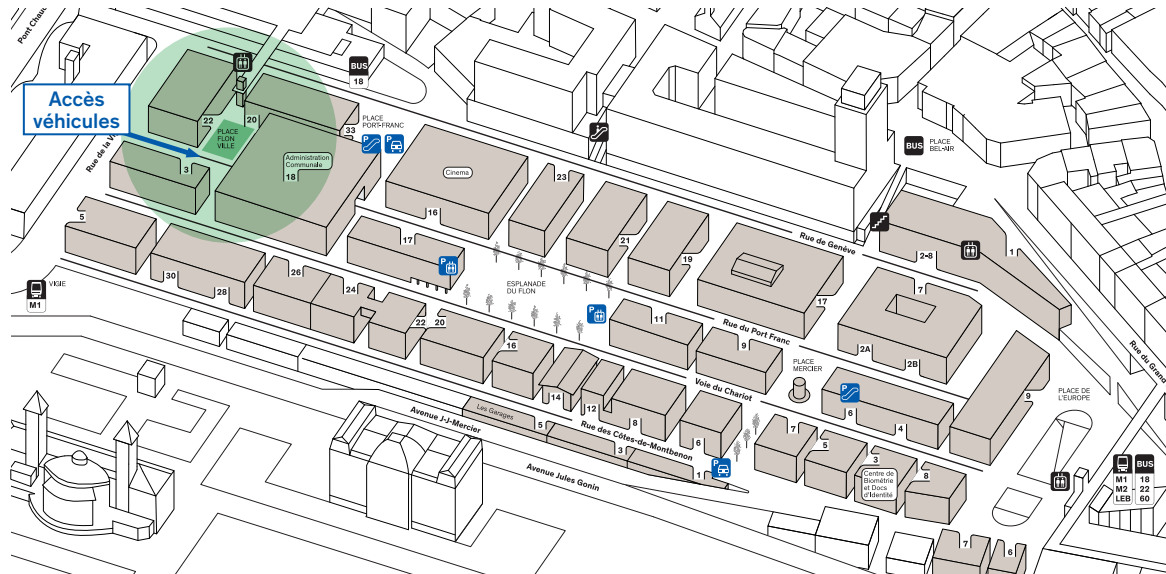 Pont Chau
BUS
18
Accès
véhicules
22
20
PLACE
FLON
VILLE
33
PLACE
PORT-FRANC
P
P
Rue de la Vi
3
Administration
Communale
18
Cinema
16
23
BUS
PLACE
BEL-AIR
5
17
P
21
19
Rue de Genève
2-8
1
30
28
26
24
22
20
ESPLANADE
DU FLON
P
17
7
VIGIE
M1
16
11
9
Rue du Port Franc
2A
2B
Rue du Grand
14
12
8
6
Voie du Chariot
PLACE
MERCIER
P
6
4
9
PLACE DE
L'EUROPE
Les Garages
5
3
1
P
Avenue J-J-Mercier
Rue des Côtes-de-Montbenon
Avenue Jules Gonin
7
5
3
8
Centre de
Biométrie
et Docs
d'Identité
BUS
M1 18
M2 - 22
LEB 60
7
6